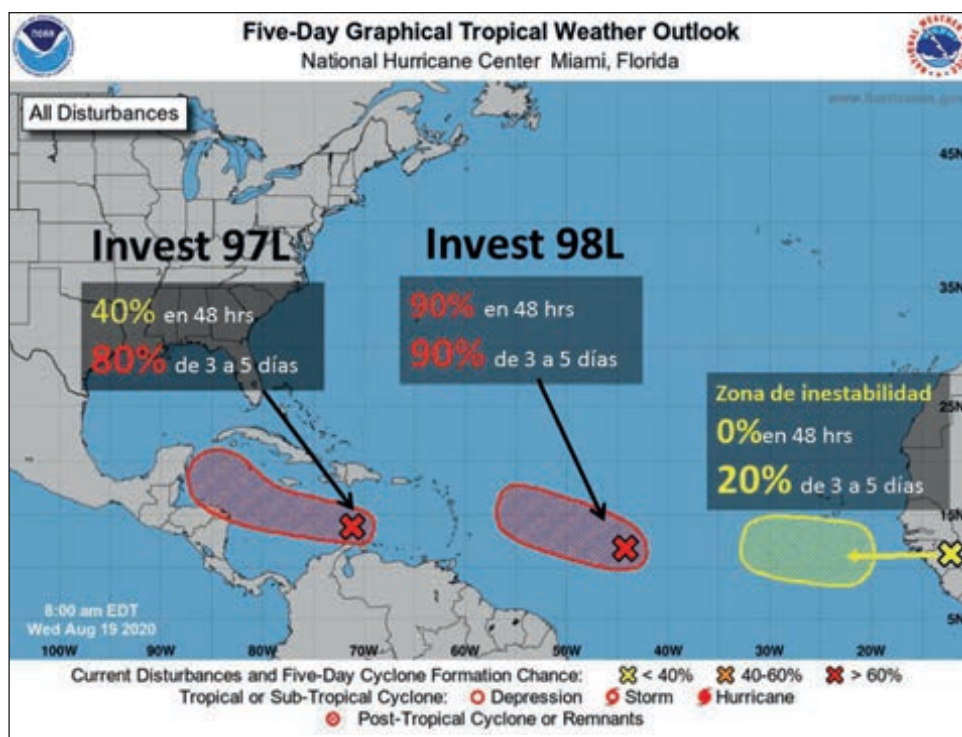 Five-Day Graphical Tropical Weather Outlook
National Hurricane Center Miami, Florida
NOAA
All Disturbances
45N
Invest 97L
Invest 98L
40% en 48 hrs
80% de 3 a 5 días
90% en 48 hrs
90% de 3 a 5 días
35N
25N
Zona de inestabilidad
0% en 48 hrs
20% de 3 a 5 días
15N
5N
8:00 am EDT
Wed Aug 19 2020
100W 90W 80W 70W 60W 50W 40W 30W 20W
Current Disturbances and Five-Day Cyclone Formation Chance: < 40% 40-60% > 60%
Tropical or Sub-Tropical Cyclone: Depression Storm Hurricane
Post-Tropical Cyclone or Remnants